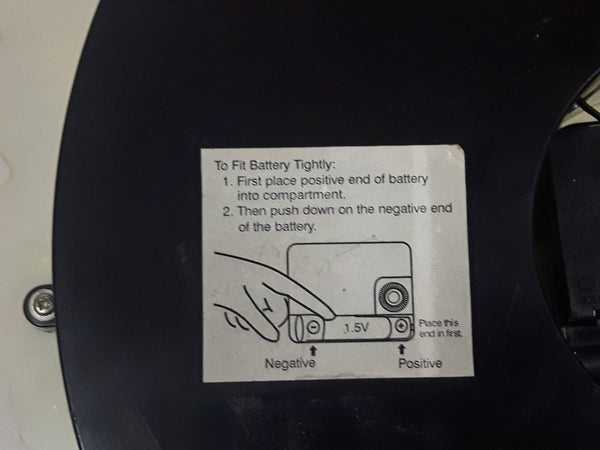 To Fit Battery Tightly:
1. First place positive end of battery
into compartment.
2. Then push down on the negative end
of the battery.
1.5V
Place this
end in first.
Negative
Positive